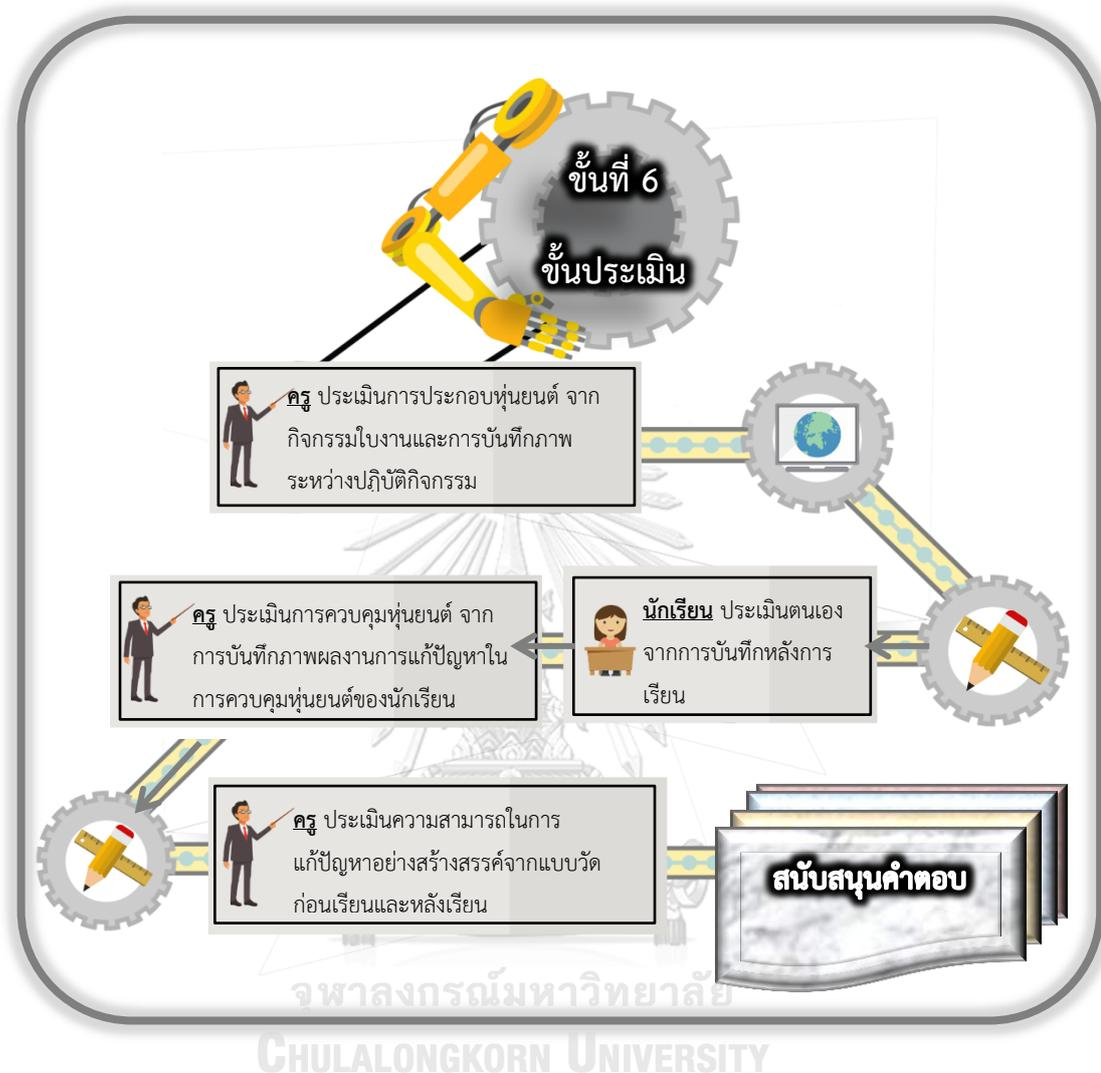 ขั้นที่ 6
ขั้นประเมิน
ครู ประเมินการประกอบหุ่นยนต์ จาก
กิจกรรมใบงานและการบันทึกภาพ
ระหว่างปฏิบัติกิจกรรม
นักเรียน ประเมินตนเอง
จากการบันทึกหลังการ
เรียน
ครู ประเมินการควบคุมหุ่นยนต์ จาก
การบันทึกภาพผลงานการแก้ปัญหาใน
การควบคุมหุ่นยนต์ของนักเรียน
ครู ประเมินความสามารถในการ
แก้ปัญหาอย่างสร้างสรรค์จากแบบวัด
ก่อนเรียนและหลังเรียน
สนับสนุนคำตอบ
จุฬาลงกรณ์มหาวิทยาลัย
CHULALONGKORN UNIVERSITY